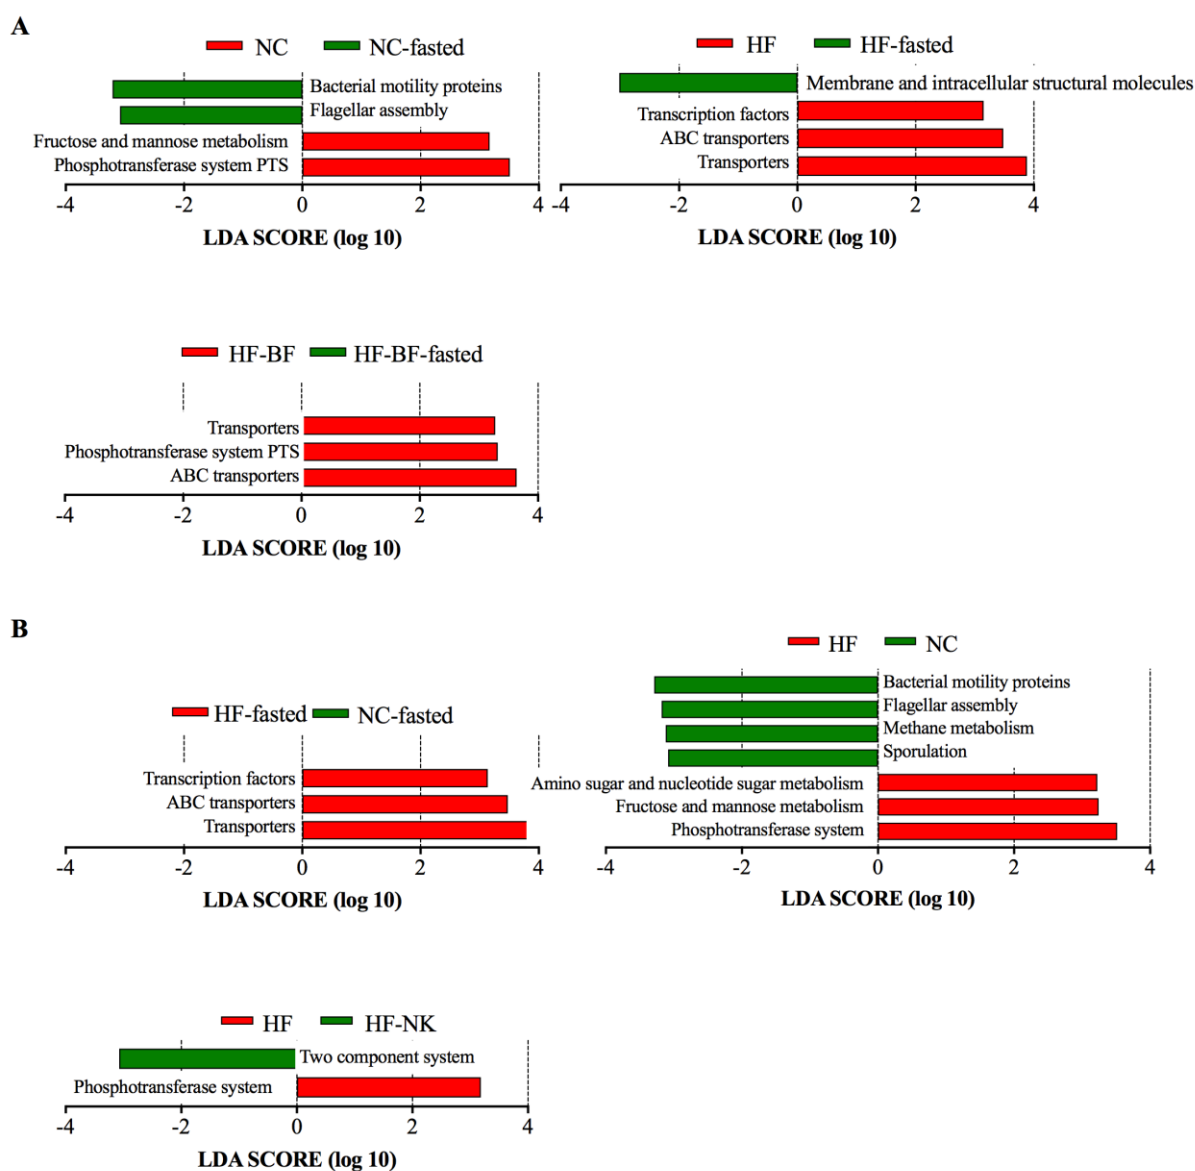 A
NC NC-fasted
Bacterial motility proteins
Flagellar assembly
Fructose and mannose metabolism
Phosphotransferase system PTS
-4 -2 0 2 4
LDA SCORE (log 10)
HF HF-fasted
Membrane and intracellular structural molecules
Transcription factors
ABC transporters
Transporters
-4 -2 0 2 4
LDA SCORE (log 10)
HF-BF HF-BF-fasted
Transporters
Phosphotransferase system PTS
ABC transporters
-4 -2 0 2 4
LDA SCORE (log 10)
B
HF-fasted NC-fasted
Transcription factors
ABC transporters
Transporters
-4 -2 0 2 4
LDA SCORE (log 10)
HF NC
Bacterial motility proteins
Flagellar assembly
Methane metabolism
Sporulation
Amino sugar and nucleotide sugar metabolism
Fructose and mannose metabolism
Phosphotransferase system
-4 -2 0 2 4
LDA SCORE (log 10)
HF HF-NK
Two component system
Phosphotransferase system
-4 -2 0 2 4
LDA SCORE (log 10)